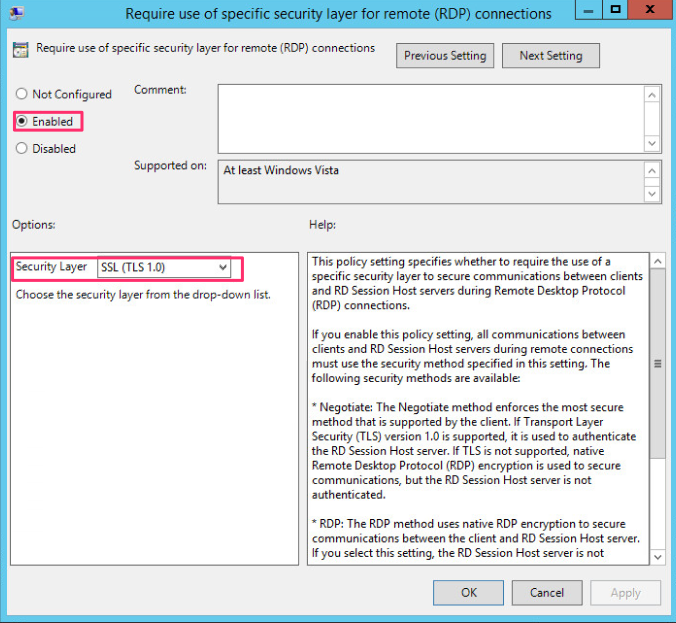 Require use of specific security layer for remote (RDP) connections
Require use of specific security layer for remote (RDP) connections
Previous Setting
Next Setting
Not Configured
Comment:
Enabled
Disabled
Supported on:
At least Windows Vista
Options:
Help:
Security Layer
SSL (TLS 1.0)
Choose the security layer from the drop-down list.
This policy setting specifies whether to require the use of a
specific security layer to secure communications between clients
and RD Session Host servers during Remote Desktop Protocol
(RDP) connections.
If you enable this policy setting, all communications between
clients and RD Session Host servers during remote connections
must use the security method specified in this setting. The
following security methods are available:
* Negotiate: The Negotiate method enforces the most secure
method that is supported by the client. If Transport Layer
Security (TLS) version 1.0 is supported, it is used to authenticate
the RD Session Host server. If TLS is not supported, native
Remote Desktop Protocol (RDP) encryption is used to secure
communications, but the RD Session Host server is not
authenticated.
* RDP: The RDP method uses native RDP encryption to secure
communications between the client and RD Session Host server.
If you select this setting, the RD Session Host server is not
OK
Cancel
Apply